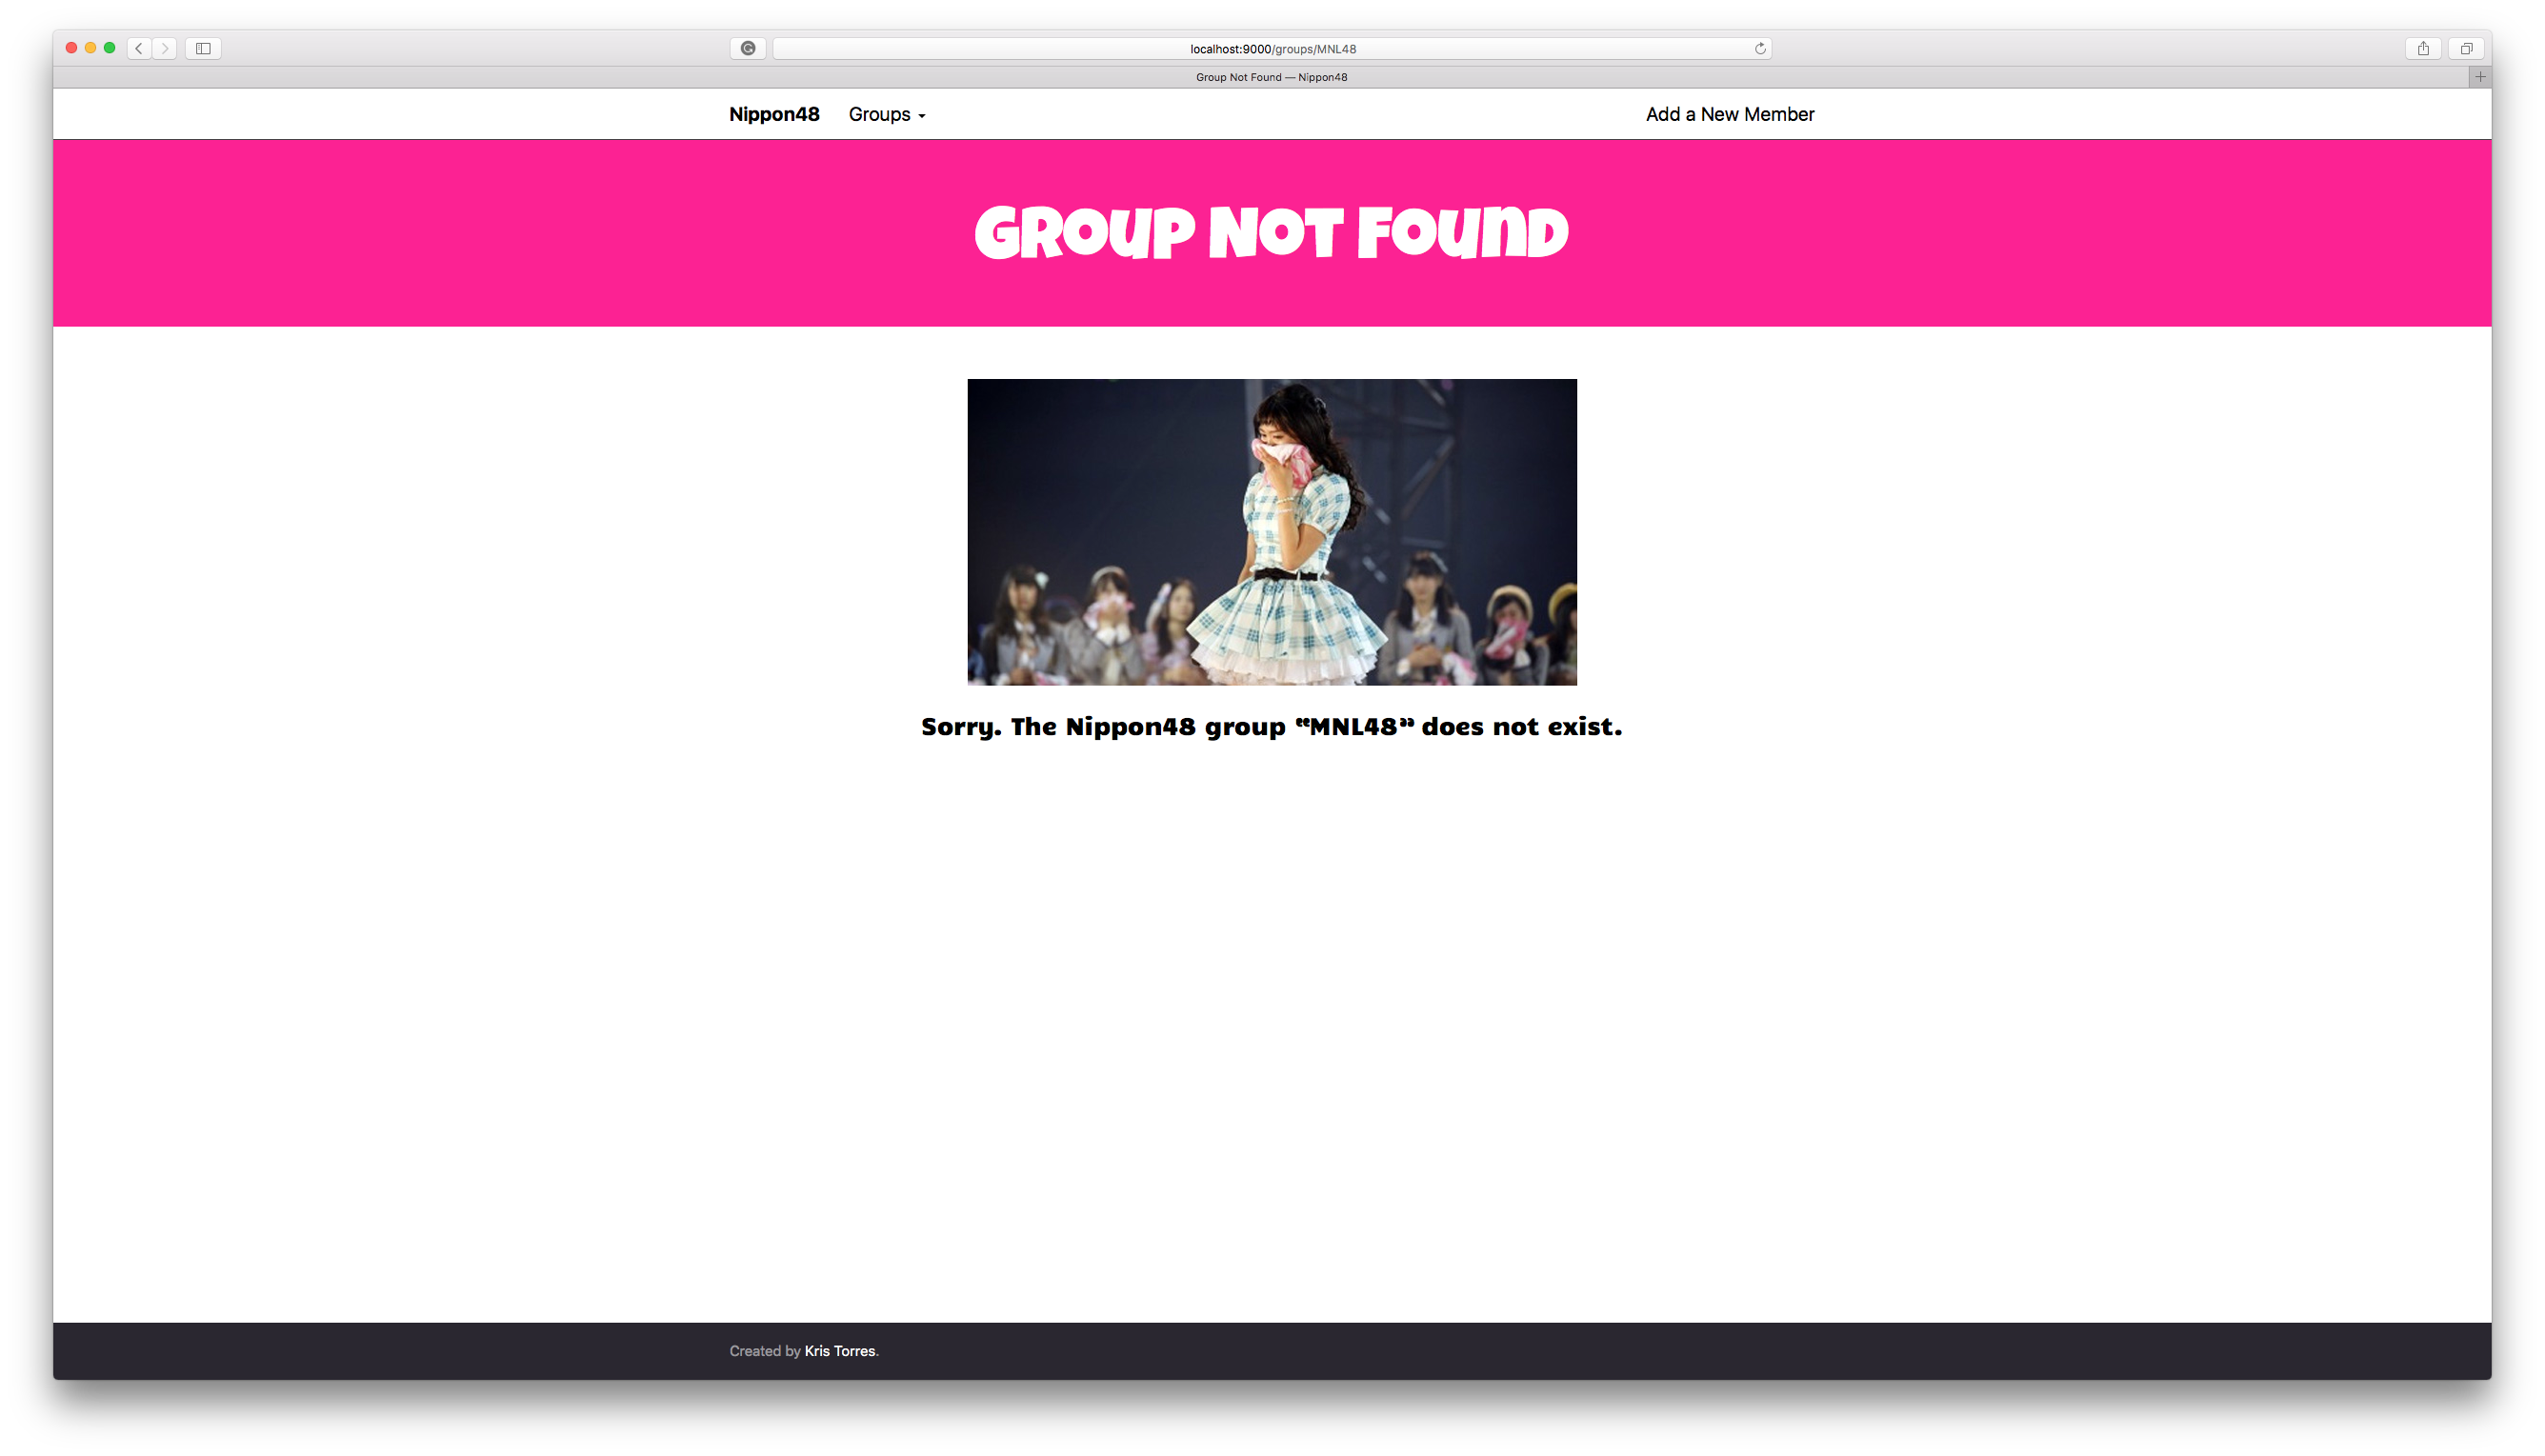 localhost:9000/groups/MNL48
Group Not Found — Nippon48
Nippon48 Groups Add a New Member
GROUP NOT FOUND
Sorry. The Nippon48 group “MNL48” does not exist.
Created by Kris Torres.